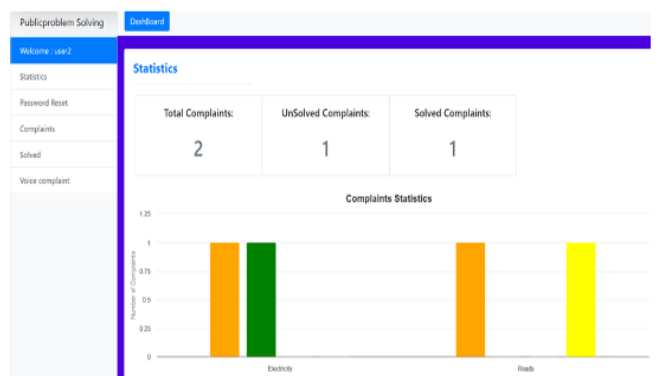 Publicproblem Solving
DashBoard
Welcome : user2
Statistics
Password Reset
Complaints
Solved
Voice complaint
Statistics
Total Complaints: UnSolved Complaints: Solved Complaints:
2 1 1
Complaints Statistics
Number of Complaints
1.25
1
0.75
0.5
0.25
0
Electricity Roads